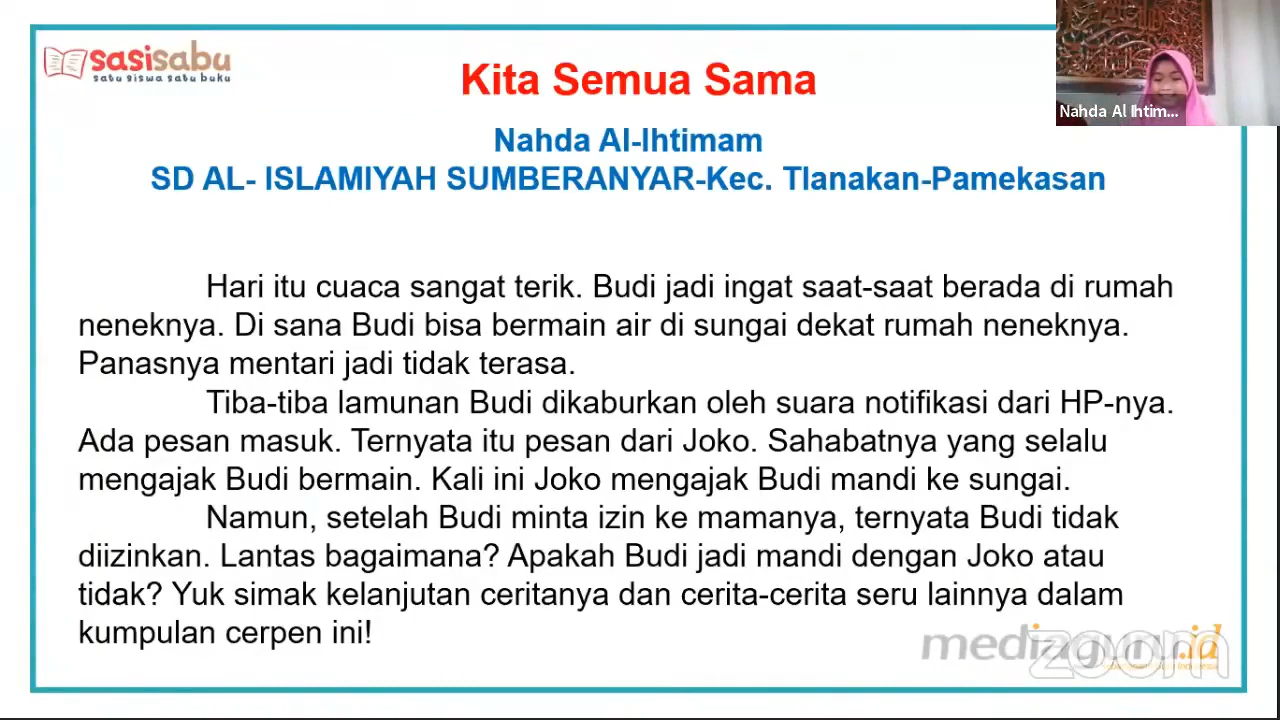 sasisabu
satu siswa satu buku
Kita Semua Sama
Nahda Al Ihtim...
Nahda Al-Ihtimam
SD AL- ISLAMIYAH SUMBERANYAR-Kec. Tlanakan-Pamekasan
Hari itu cuaca sangat terik. Budi jadi ingat saat-saat berada di rumah
neneknya. Di sana Budi bisa bermain air di sungai dekat rumah neneknya.
Panasnya mentari jadi tidak terasa.
Tiba-tiba lamunan Budi dikaburkan oleh suara notifikasi dari HP-nya.
Ada pesan masuk. Ternyata itu pesan dari Joko. Sahabatnya yang selalu
mengajak Budi bermain. Kali ini Joko mengajak Budi mandi ke sungai.
Namun, setelah Budi minta izin ke mamanya, ternyata Budi tidak
diizinkan. Lantas bagaimana? Apakah Budi jadi mandi dengan Joko atau
tidak? Yuk simak kelanjutan ceritanya dan cerita-cerita seru lainnya dalam
kumpulan cerpen ini!
mediaguru.id
zoom